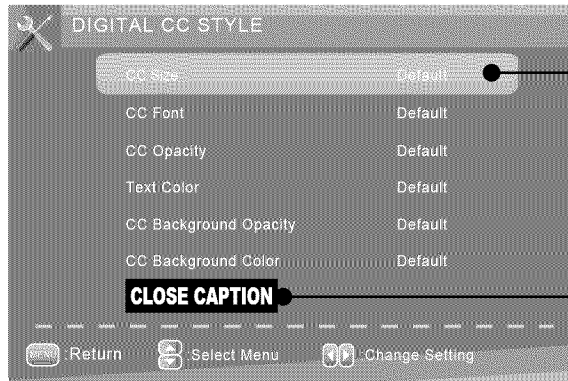 DIGITAL CC STYLE
CC Size Default
CC Font Default
CC Opacity Default
Text Color Default
CC Background Opacity Default
CC Background Color Default
CLOSE CAPTION
MENU :Return :Select Menu :Change Setting